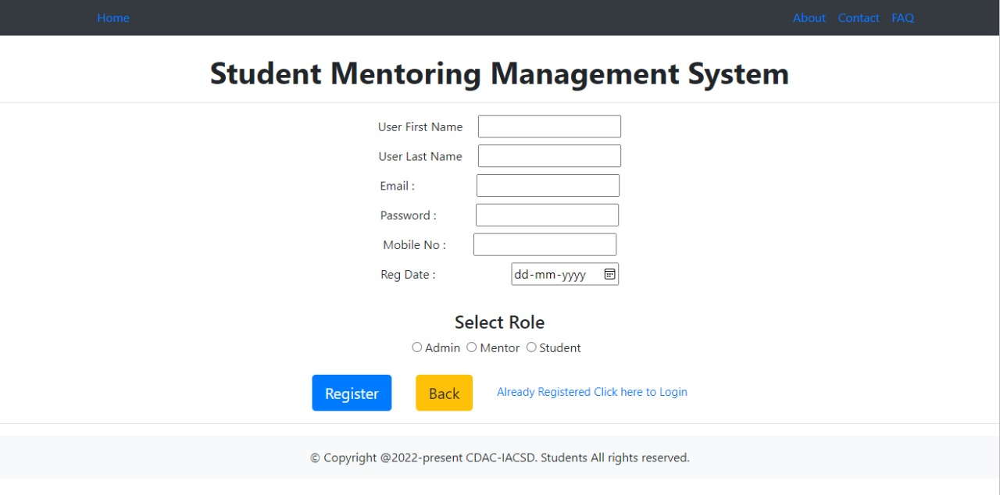 Home About Contact FAQ
Student Mentoring Management System
User First Name
User Last Name
Email :
Password :
Mobile No :
Reg Date : dd-mm-yyyy
Select Role
Admin Mentor Student
Register Back Already Registered Click here to Login
© Copyright @2022-present CDAC-IACSD. Students All rights reserved.